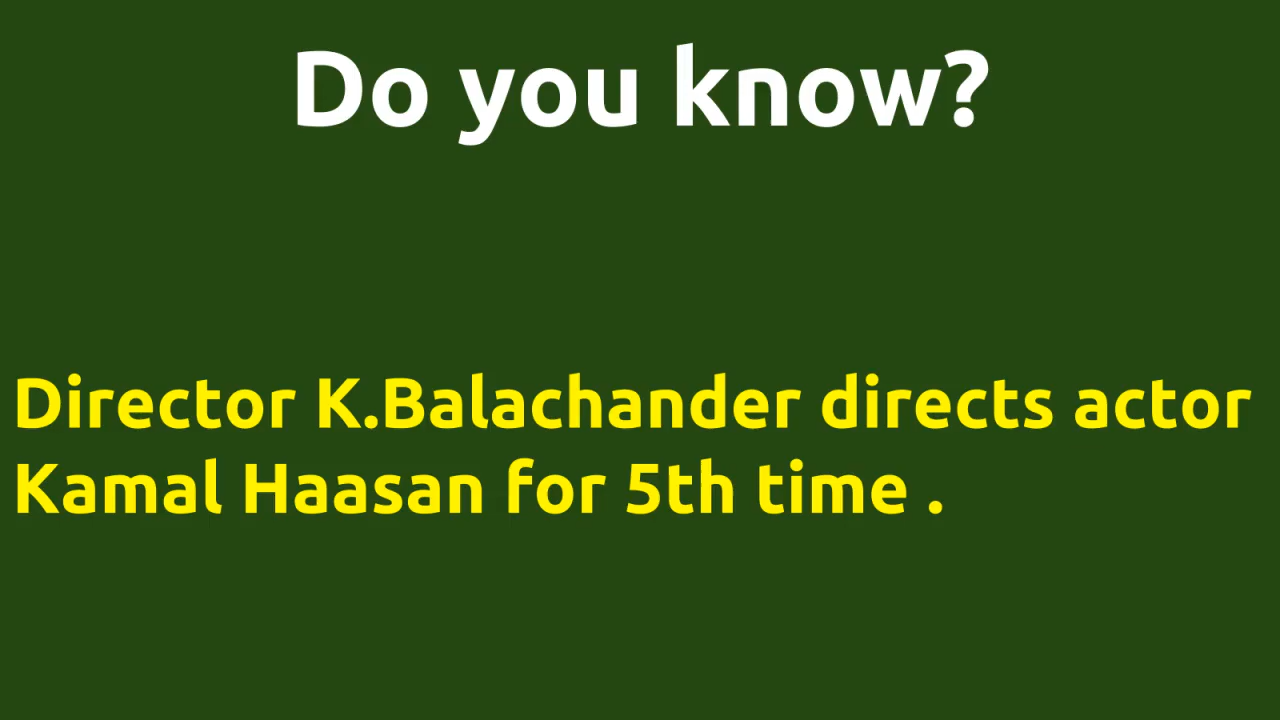 Do you know?
Director K.Balachander directs actor
Kamal Haasan for 5th time .